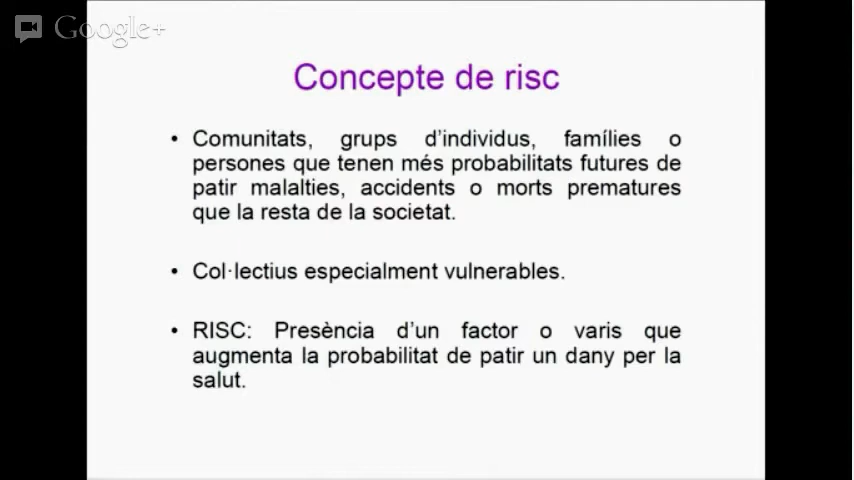 Google+
Concepte de risc
• Comunitats, grups d'individus, famílies o
persones que tenen més probabilitats futures de
patir malalties, accidents o morts prematures
que la resta de la societat.
• Col·lectius especialment vulnerables.
• RISC: Presència d'un factor o varis que
augmenta la probabilitat de patir un dany per la
salut.